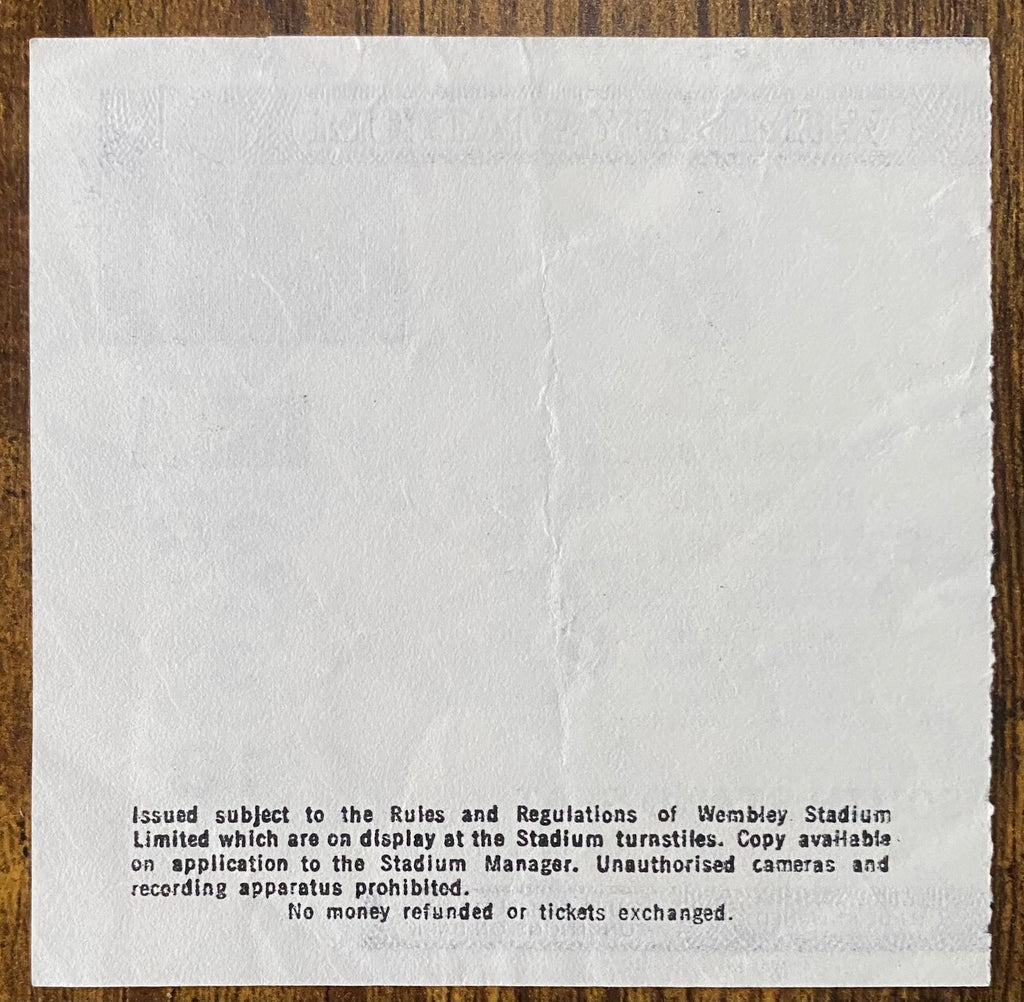 Issued subject to the Rules and Regulations of Wembley Stadium
Limited which are on display at the Stadium turnstiles. Copy available
on application to the Stadium Manager. Unauthorised cameras and
recording apparatus prohibited.
No money refunded or tickets exchanged.